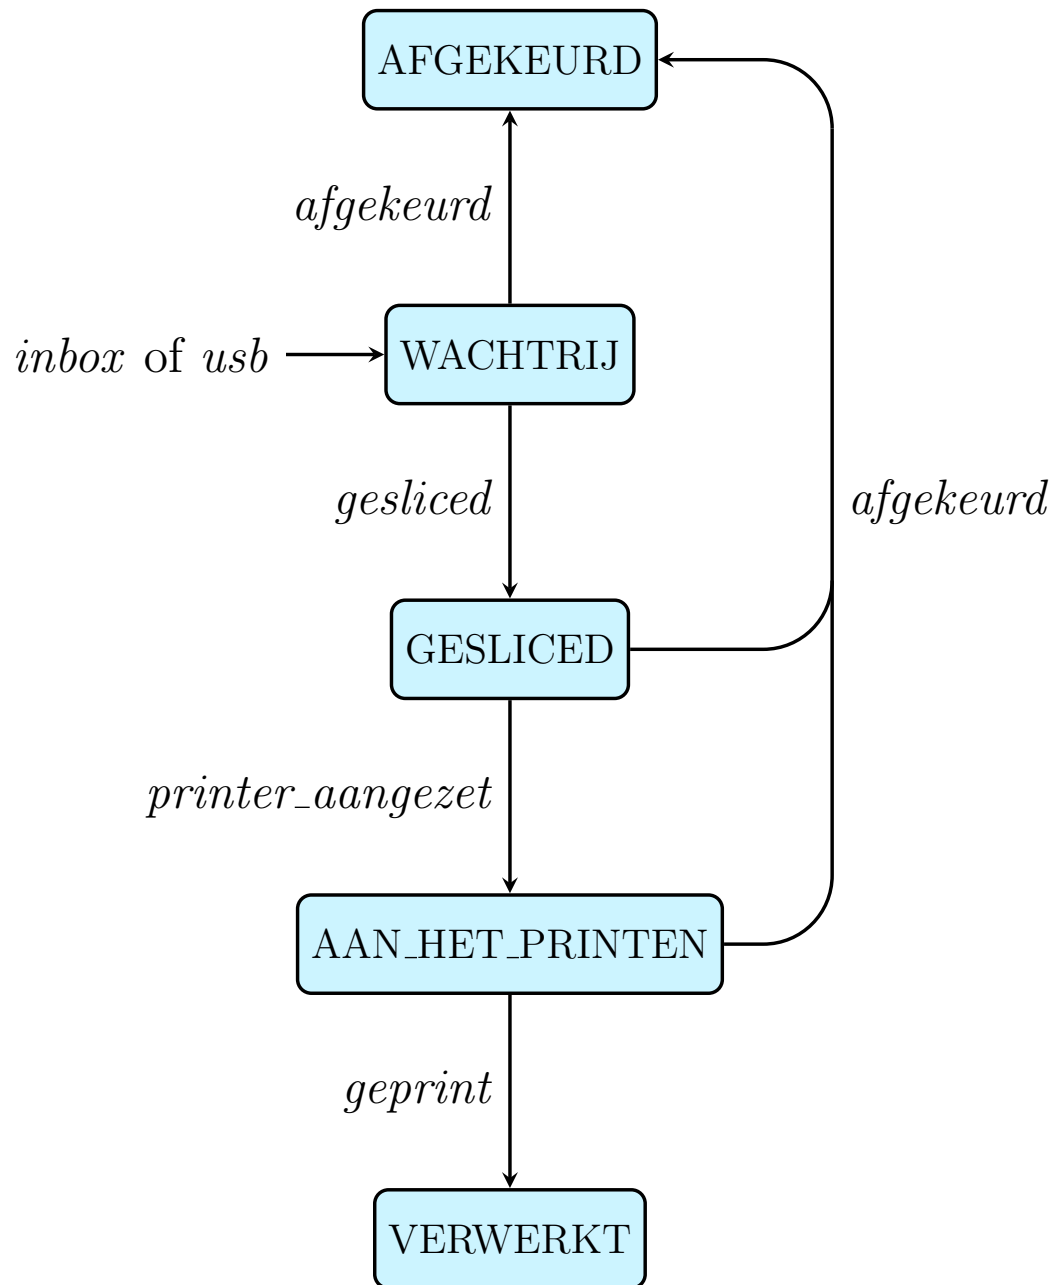 AFGEKEURD
afgekeurd
inbox of usb
WACHTRIJ
gesliced
afgekeurd
GESLICED
printer_aangezet
AAN_HET_PRINTEN
geprint
VERWERKT